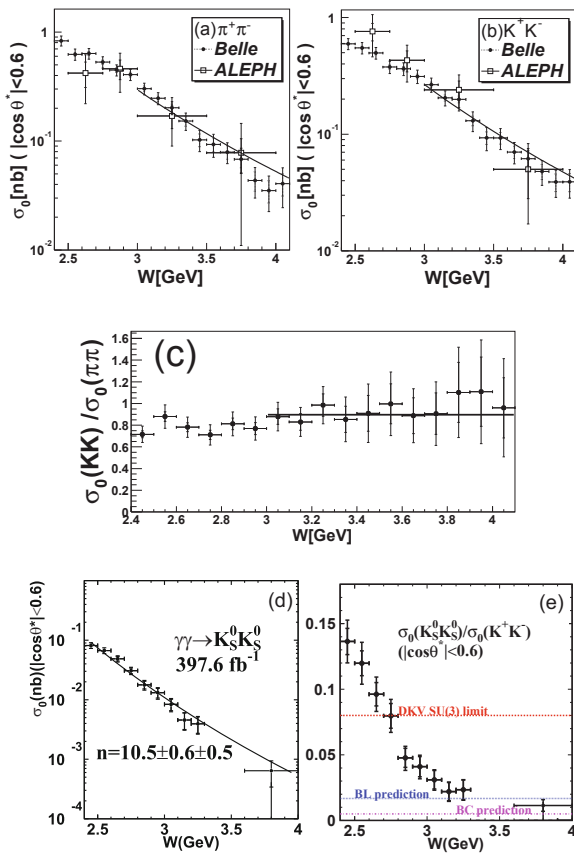 (a)π⁺π⁻
Belle
ALEPH
σ₀[nb] ( |cos θ*|<0.6 )
1
10⁻¹
10⁻²
2.5 3 3.5 4
W[GeV]
(b)K⁺K⁻
Belle
ALEPH
σ₀[nb] ( |cos θ*|<0.6 )
1
10⁻¹
10⁻²
2.5 3 3.5 4
W[GeV]
(c)
σ₀(KK) /σ₀(ππ)
1.6
1.4
1.2
1
0.8
0.6
0.4
0.2
0
2.4 2.6 2.8 3 3.2 3.4 3.6 3.8 4
W[GeV]
(d)
γγ→K⁰SK⁰S
397.6 fb⁻¹
n=10.5±0.6±0.5
σ₀(nb)(|cosθ*|<0.6)
10⁻¹
10⁻²
10⁻³
10⁻⁴
2.5 3 3.5 4
W(GeV)
(e)
σ₀(K⁰SK⁰S)/σ₀(K⁺K⁻)
(|cosθ*|<0.6)
DKV SU(3) limit
BL prediction
BC prediction
0.15
0.1
0.05
0
2.5 3 3.5 4
W(GeV)